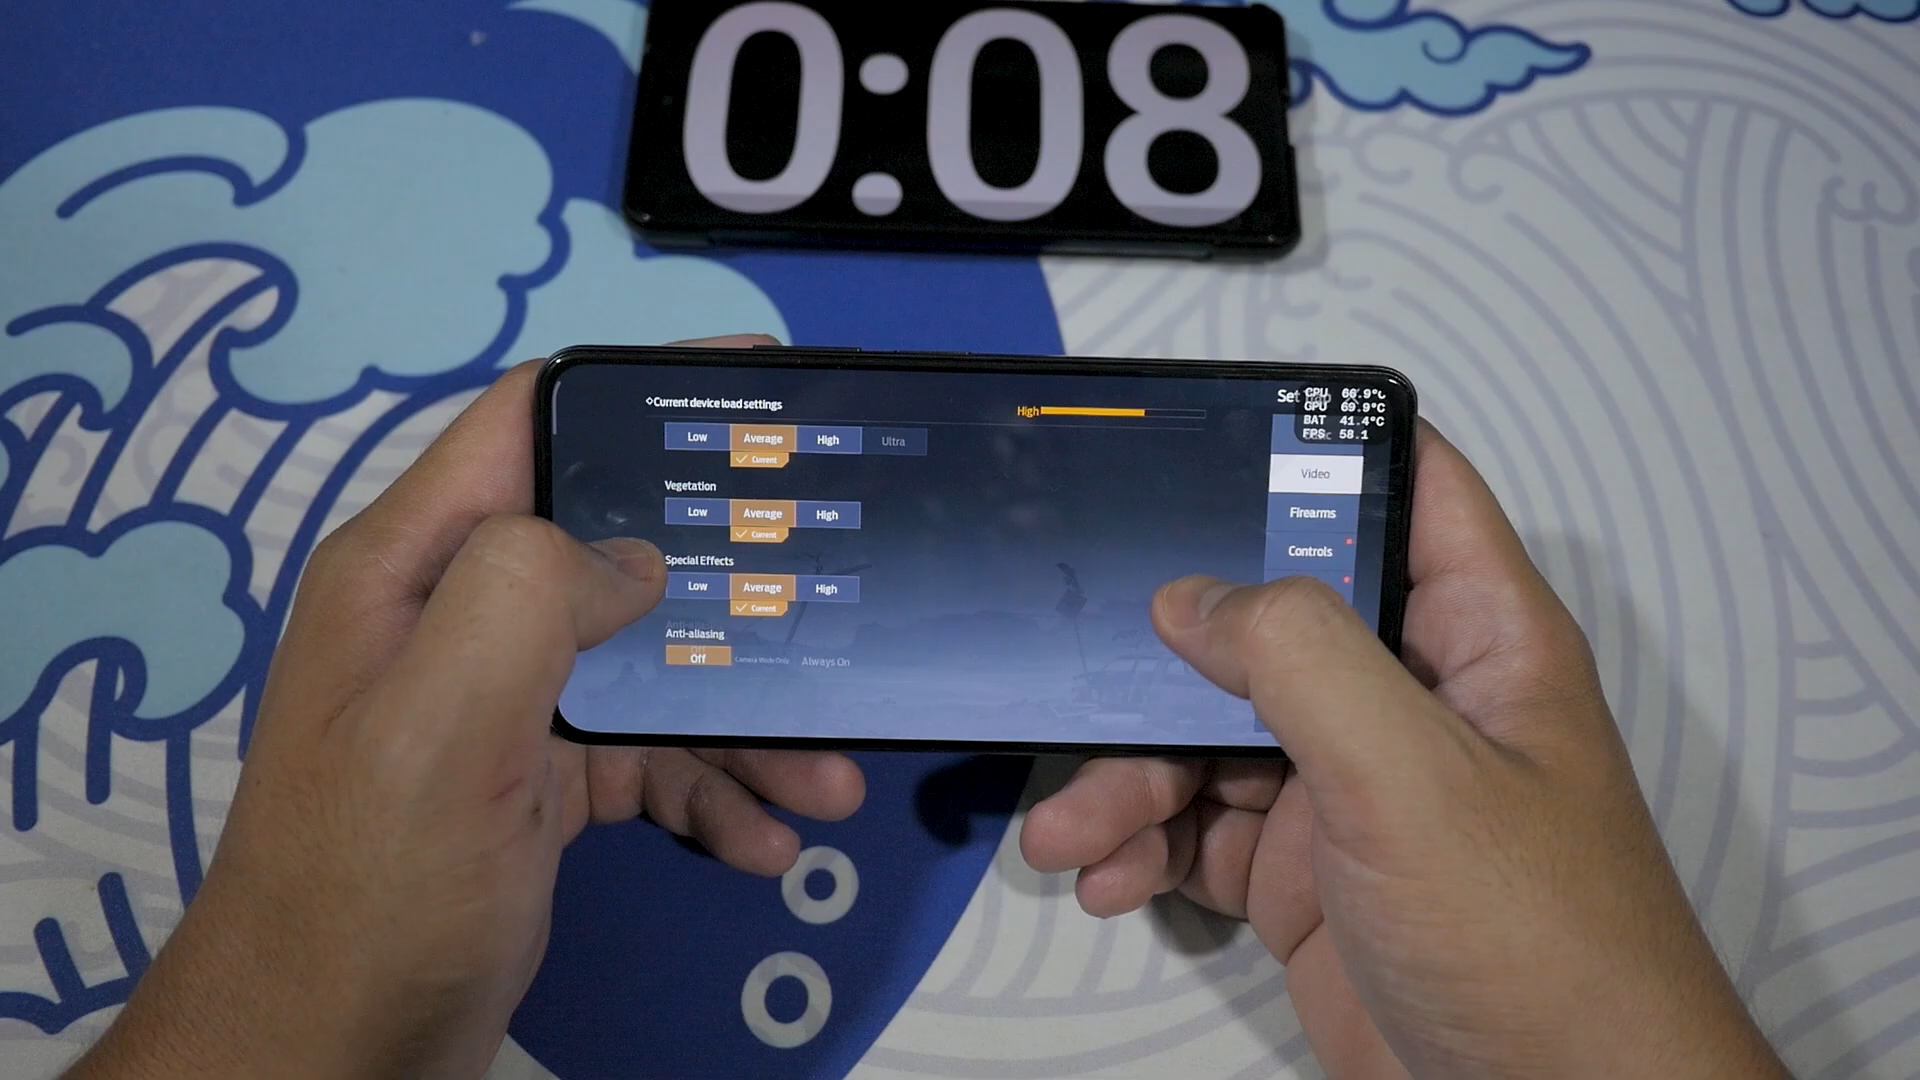 0:08
◇Current device load settings
High
Set
CPU 66.9°C
GPU 69.9°C
BAT 41.4°C
FPS 58.1
Low Average High Ultra
✓ Current
Video
Vegetation
Low Average High
✓ Current
Firearms
Controls
Special Effects
Low Average High
✓ Current
Anti-aliasing
Off Camera Mode Only Always On